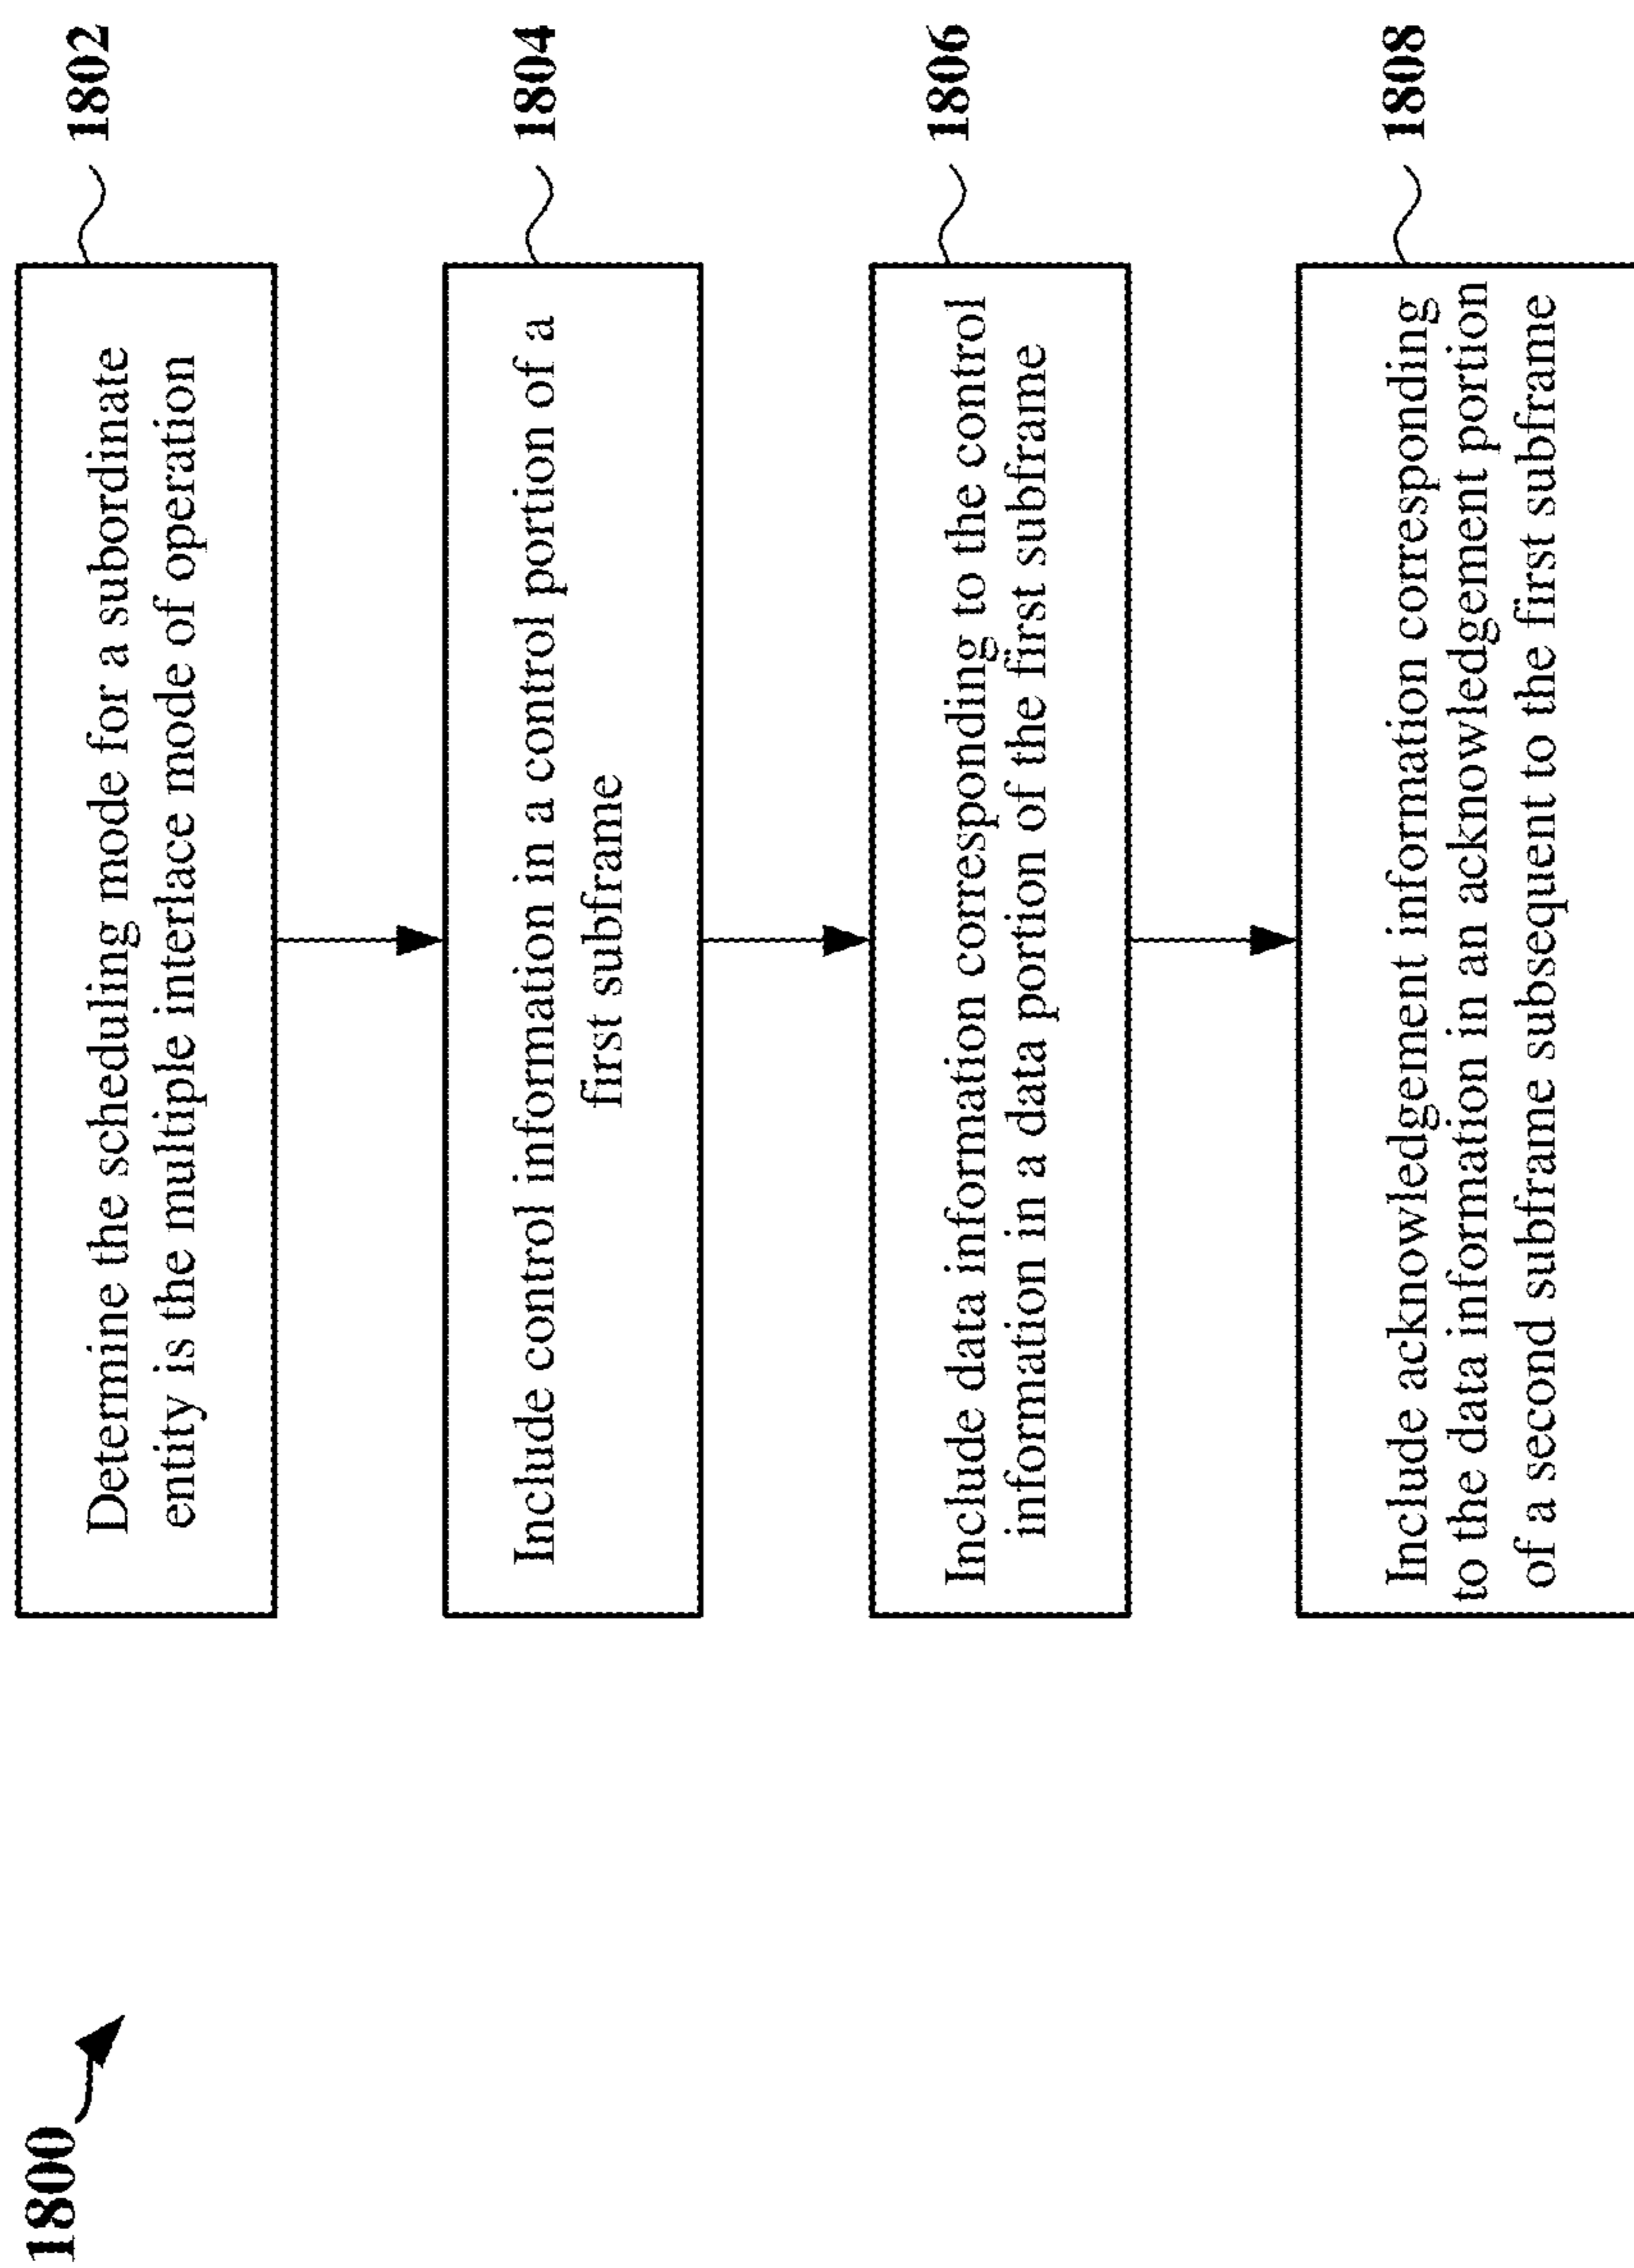 1800
Determine the scheduling mode for a subordinate
entity is the multiple interlace mode of operation
1802
Include control information in a control portion of a
first subframe
1804
Include data information corresponding to the control
information in a data portion of the first subframe
1806
Include acknowledgement information corresponding
to the data information in an acknowledgement portion
of a second subframe subsequent to the first subframe
1808